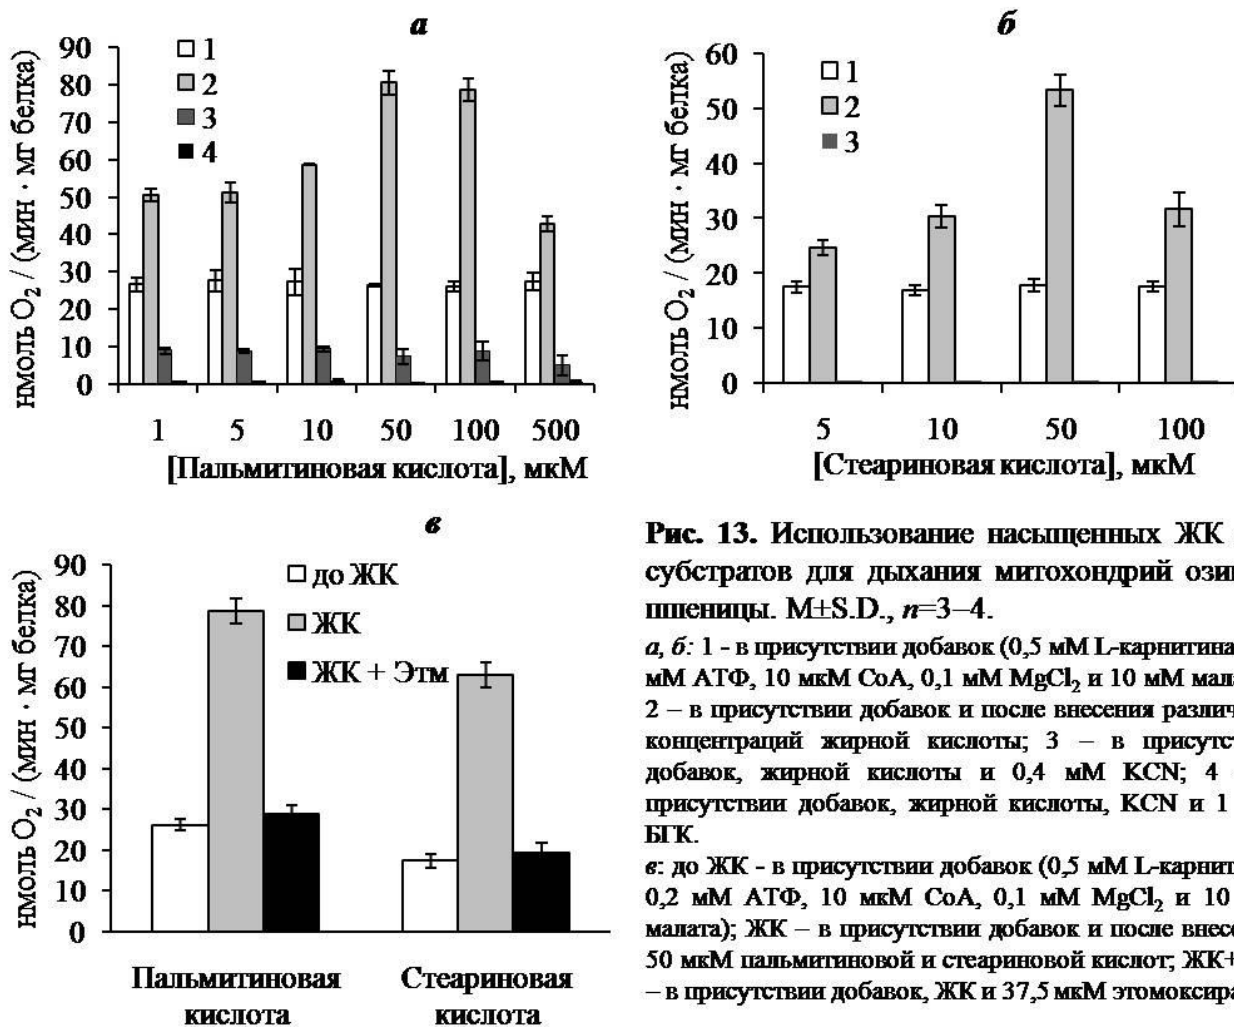 а
б
нмоль O₂ / (мин · мг белка)
90
80
70
60
50
40
30
20
10
0
1
2
3
4
1
5
10
50
100
500
[Пальмитиновая кислота], мкМ
нмоль O₂ / (мин · мг белка)
60
50
40
30
20
10
0
1
2
3
5
10
50
100
[Стеариновая кислота], мкМ
в
нмоль O₂ / (мин · мг белка)
90
80
70
60
50
40
30
20
10
0
до ЖК
ЖК
ЖК + Этм
Пальмитиновая
кислота
Стеариновая
кислота
Рис. 13. Использование насыщенных ЖК
субстратов для дыхания митохондрий
пшеницы. M±S.D., n=3–4.
а, б: 1 - в присутствии добавок (0,5 мМ L-карнитина
мМ АТФ, 10 мкМ CoA, 0,1 мМ MgCl₂ и 10 мМ
2 – в присутствии добавок и после внесения
концентраций жирной кислоты; 3 – в
добавок, жирной кислоты и 0,4 мМ KCN; 4
присутствии добавок, жирной кислоты, KCN и 1
БГК.
в: до ЖК - в присутствии добавок (0,5 мМ
0,2 мМ АТФ, 10 мкМ CoA, 0,1 мМ MgCl₂ и 10
малата); ЖК – в присутствии добавок и после
50 мкМ пальмитиновой и стеариновой кислот; ЖК+
– в присутствии добавок, ЖК и 37,5 мкМ